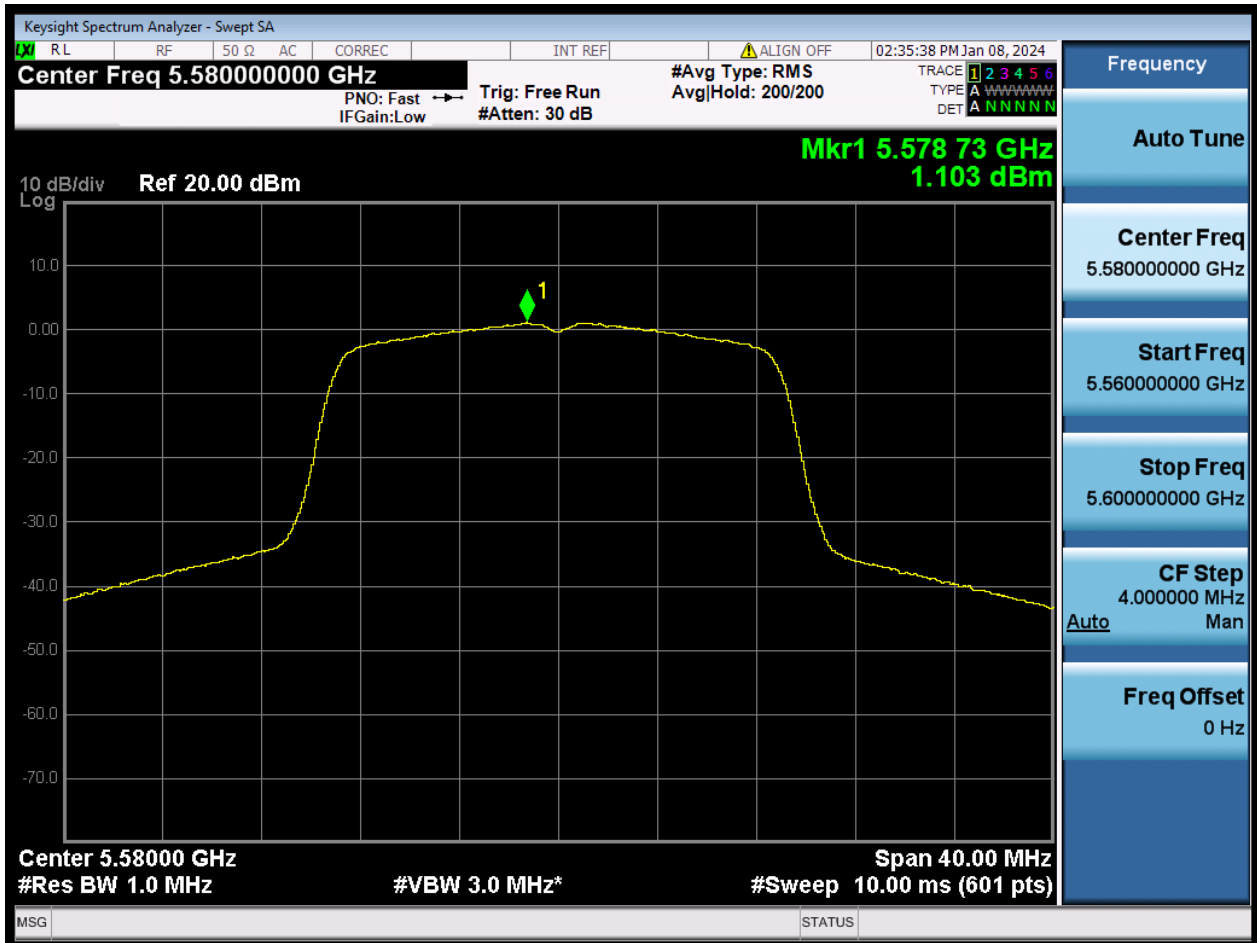 Keysight Spectrum Analyzer - Swept SA
LXI RL RF 50 Ω AC CORREC INT REF ALIGN OFF 02:35:38 PM Jan 08, 2024
Center Freq 5.580000000 GHz
PNO: Fast
IFGain:Low
Trig: Free Run
#Atten: 30 dB
#Avg Type: RMS
Avg|Hold: 200/200
TRACE 1 2 3 4 5 6
TYPE A WWWWW
DET A N N N N N
Mkr1 5.578 73 GHz
1.103 dBm
10 dB/div Ref 20.00 dBm
Log
1
10.0
0.00
-10.0
-20.0
-30.0
-40.0
-50.0
-60.0
-70.0
Center 5.58000 GHz Span 40.00 MHz
#Res BW 1.0 MHz #VBW 3.0 MHz* #Sweep 10.00 ms (601 pts)
MSG STATUS
Frequency
Auto Tune
Center Freq
5.580000000 GHz
Start Freq
5.560000000 GHz
Stop Freq
5.600000000 GHz
CF Step
4.000000 MHz
Auto Man
Freq Offset
0 Hz